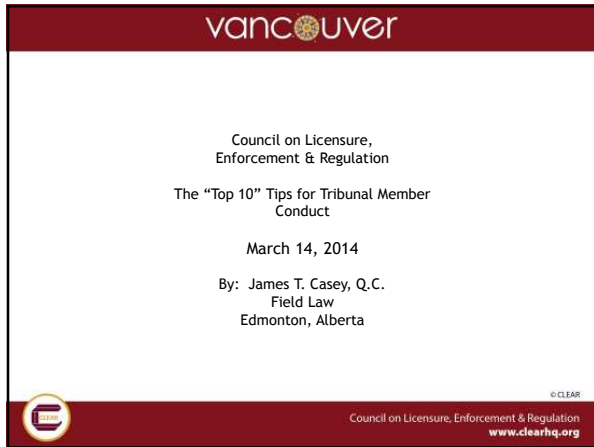 vancouver
Council on Licensure,
Enforcement & Regulation
The “Top 10” Tips for Tribunal Member
Conduct
March 14, 2014
By: James T. Casey, Q.C.
Field Law
Edmonton, Alberta
© CLEAR
CLEAR
Council on Licensure, Enforcement & Regulation
www.clearhq.org